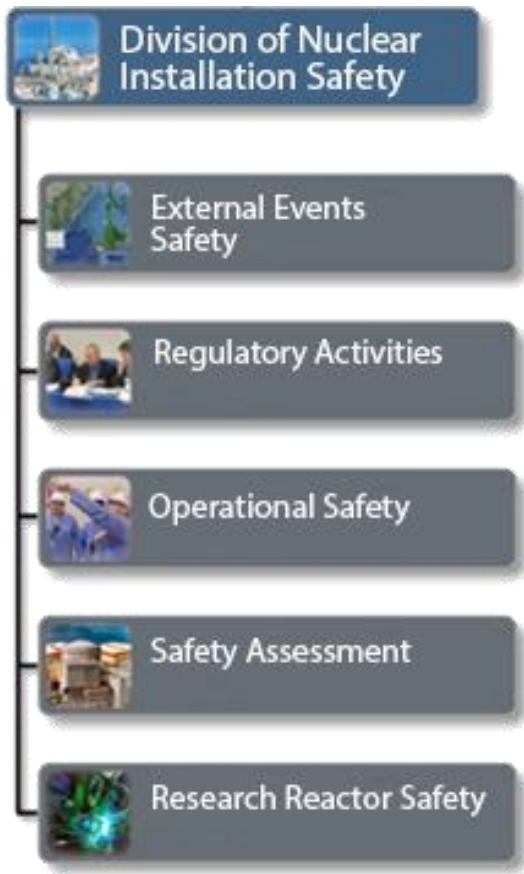 Division of Nuclear
Installation Safety
External Events
Safety
Regulatory Activities
Operational Safety
Safety Assessment
Research Reactor Safety